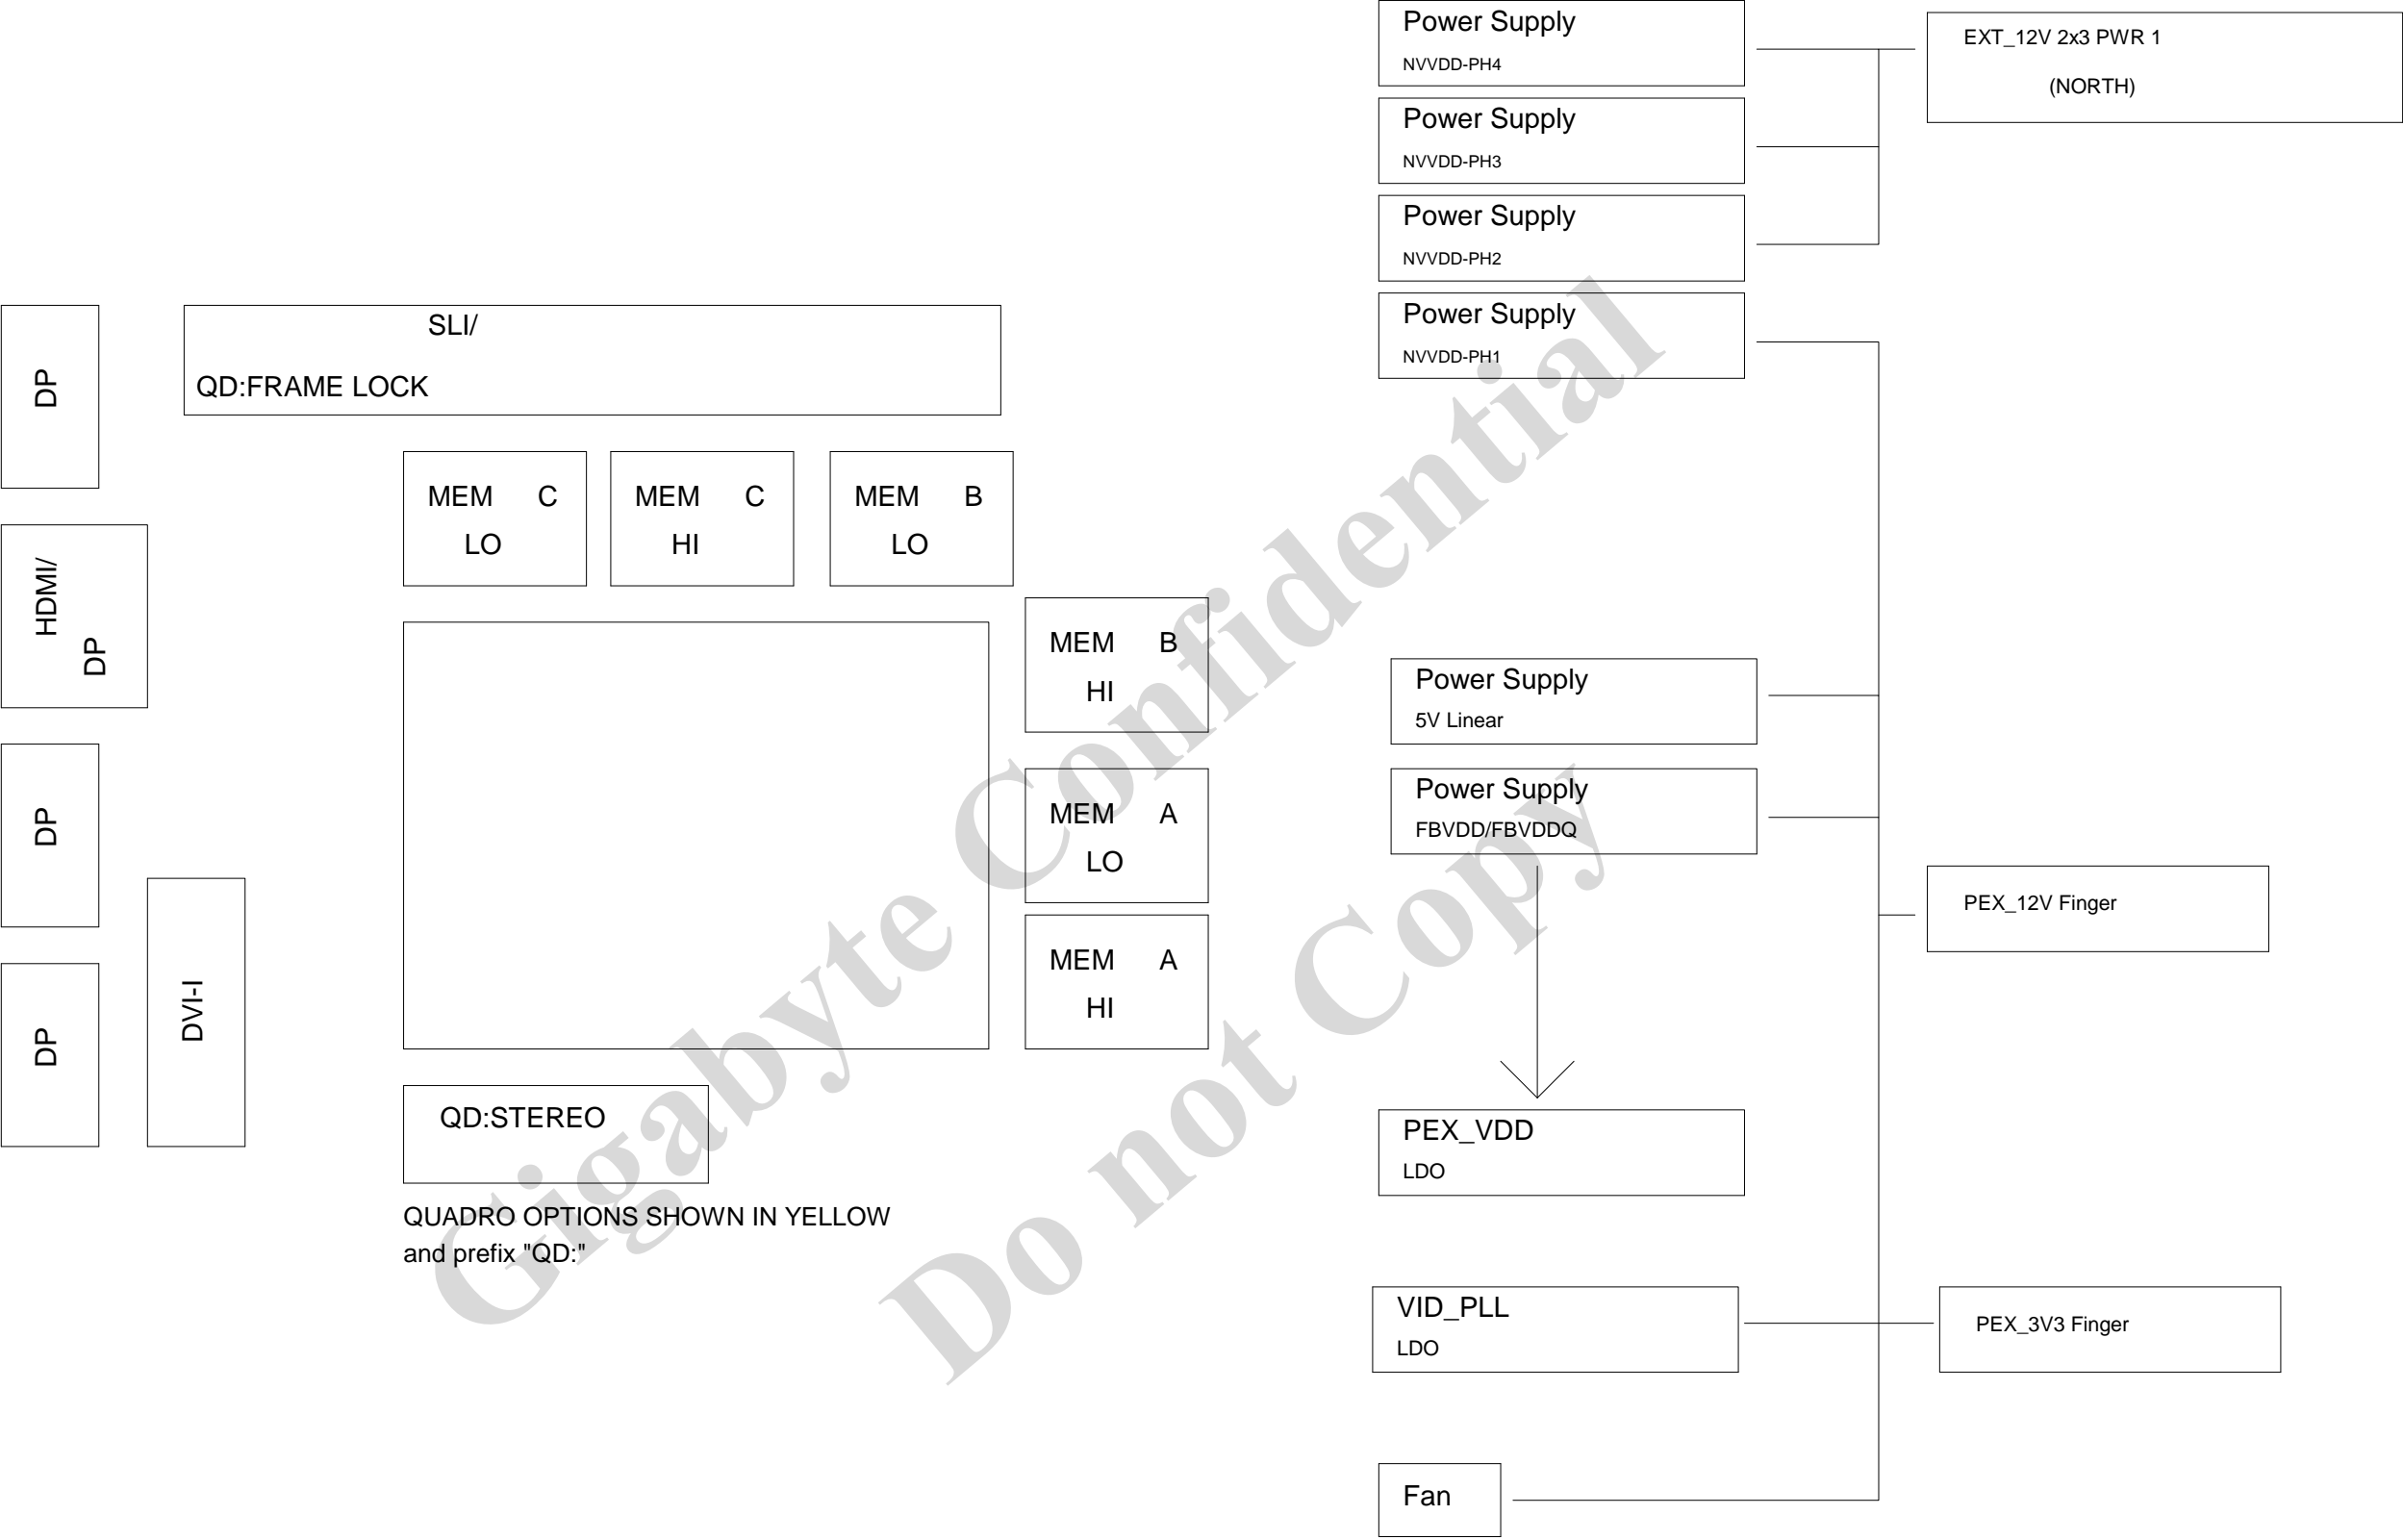 Power Supply
NVVDD-PH4
EXT_12V 2x3 PWR 1
(NORTH)
Power Supply
NVVDD-PH3
Power Supply
NVVDD-PH2
Power Supply
NVVDD-PH1
SLI/
QD:FRAME LOCK
DP
HDMI/
DP
DP
DP
DVI-I
MEM C
LO
MEM C
HI
MEM B
LO
MEM B
HI
MEM A
LO
MEM A
HI
QD:STEREO
QUADRO OPTIONS SHOWN IN YELLOW
and prefix "QD:"
Power Supply
5V Linear
Power Supply
FBVDD/FBVDDQ
PEX_12V Finger
PEX_VDD
LDO
VID_PLL
LDO
PEX_3V3 Finger
Fan
Gigabyte Confidential
Do not Copy